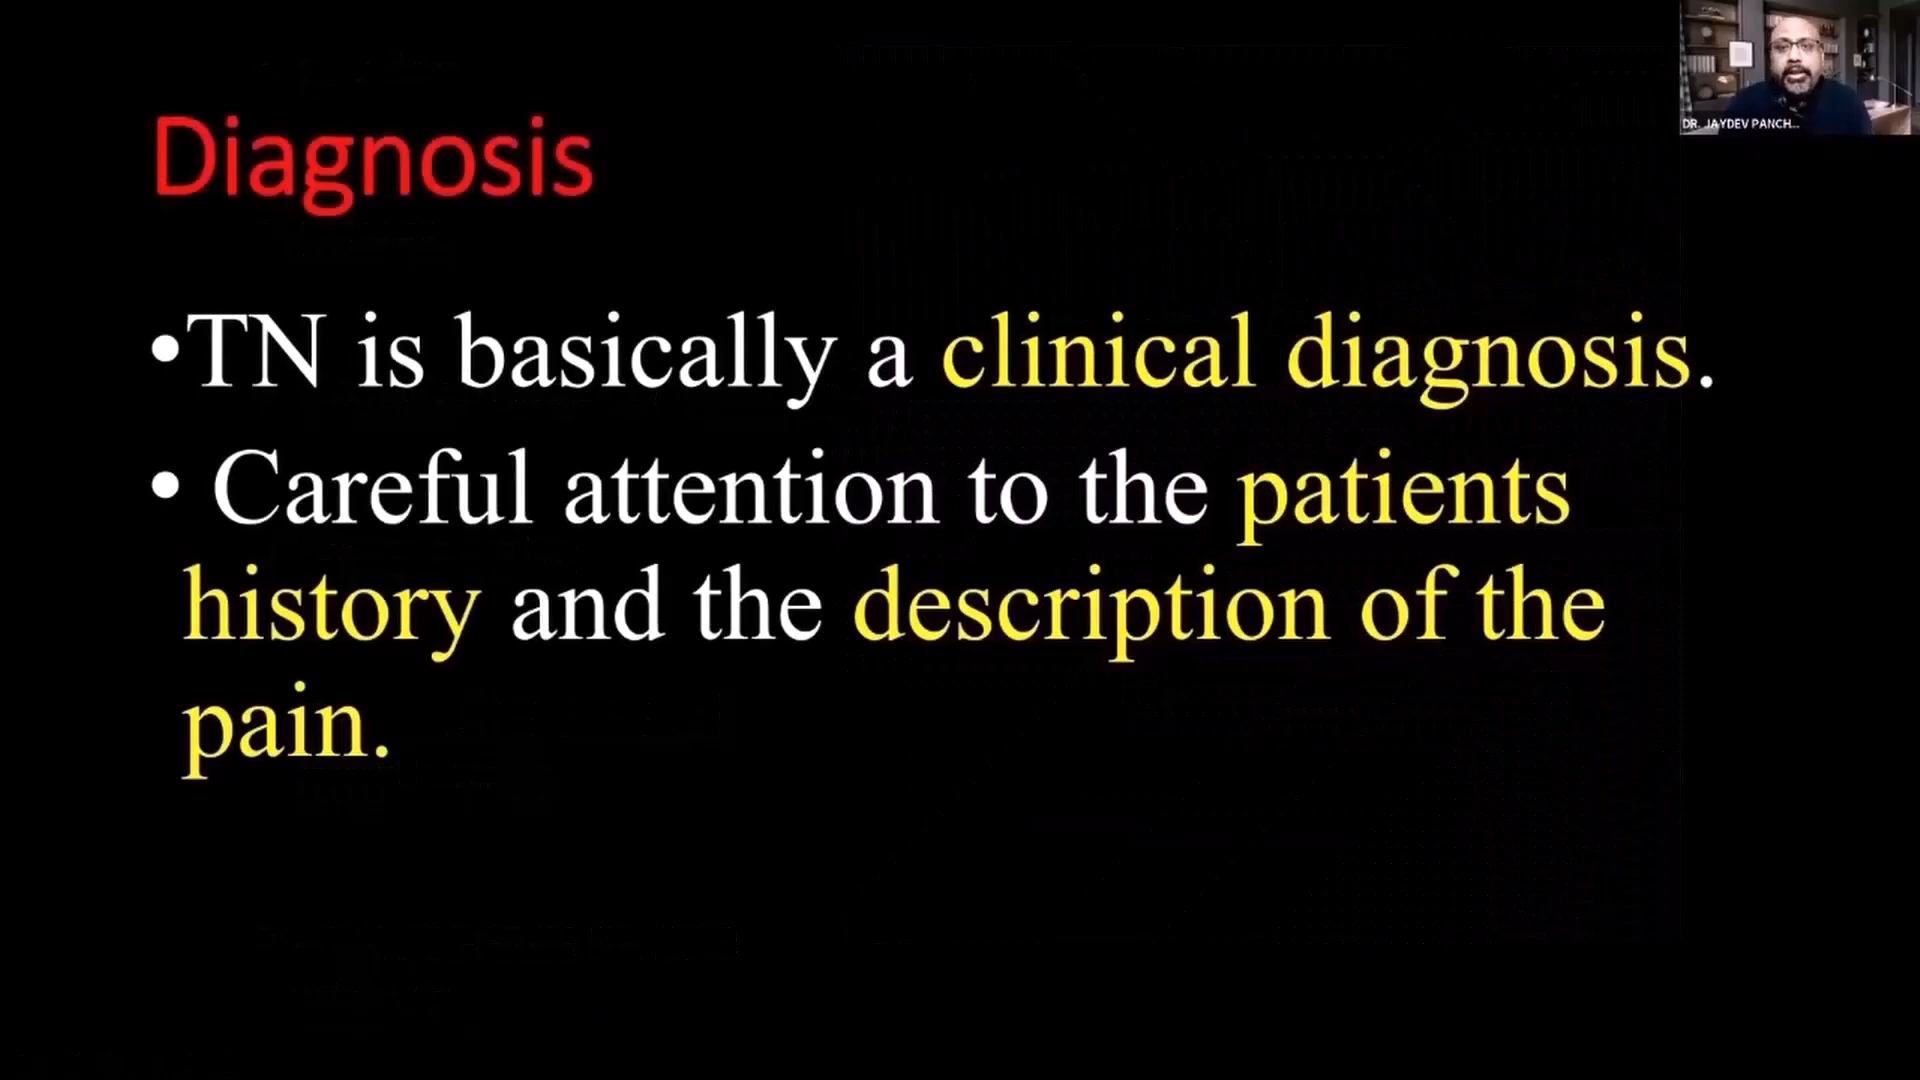 DR. JAYDEV PANCH...
Diagnosis
•TN is basically a clinical diagnosis.
• Careful attention to the patients
history and the description of the
pain.